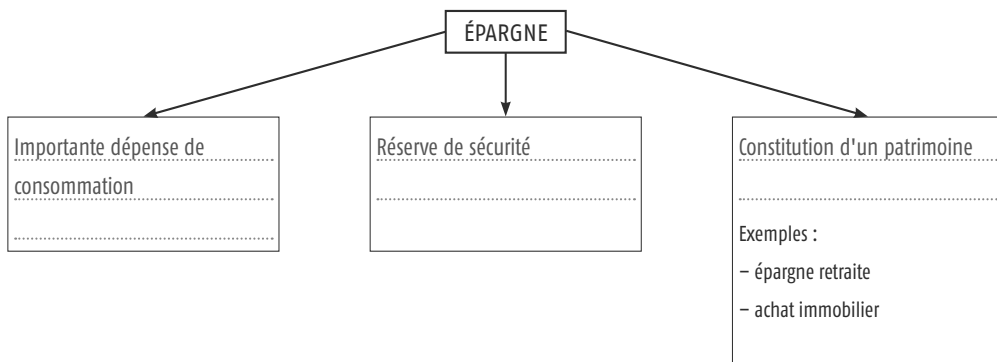 ÉPARGNE
Importante dépense de
consommation
Réserve de sécurité
Constitution d'un patrimoine
Exemples :
– épargne retraite
– achat immobilier